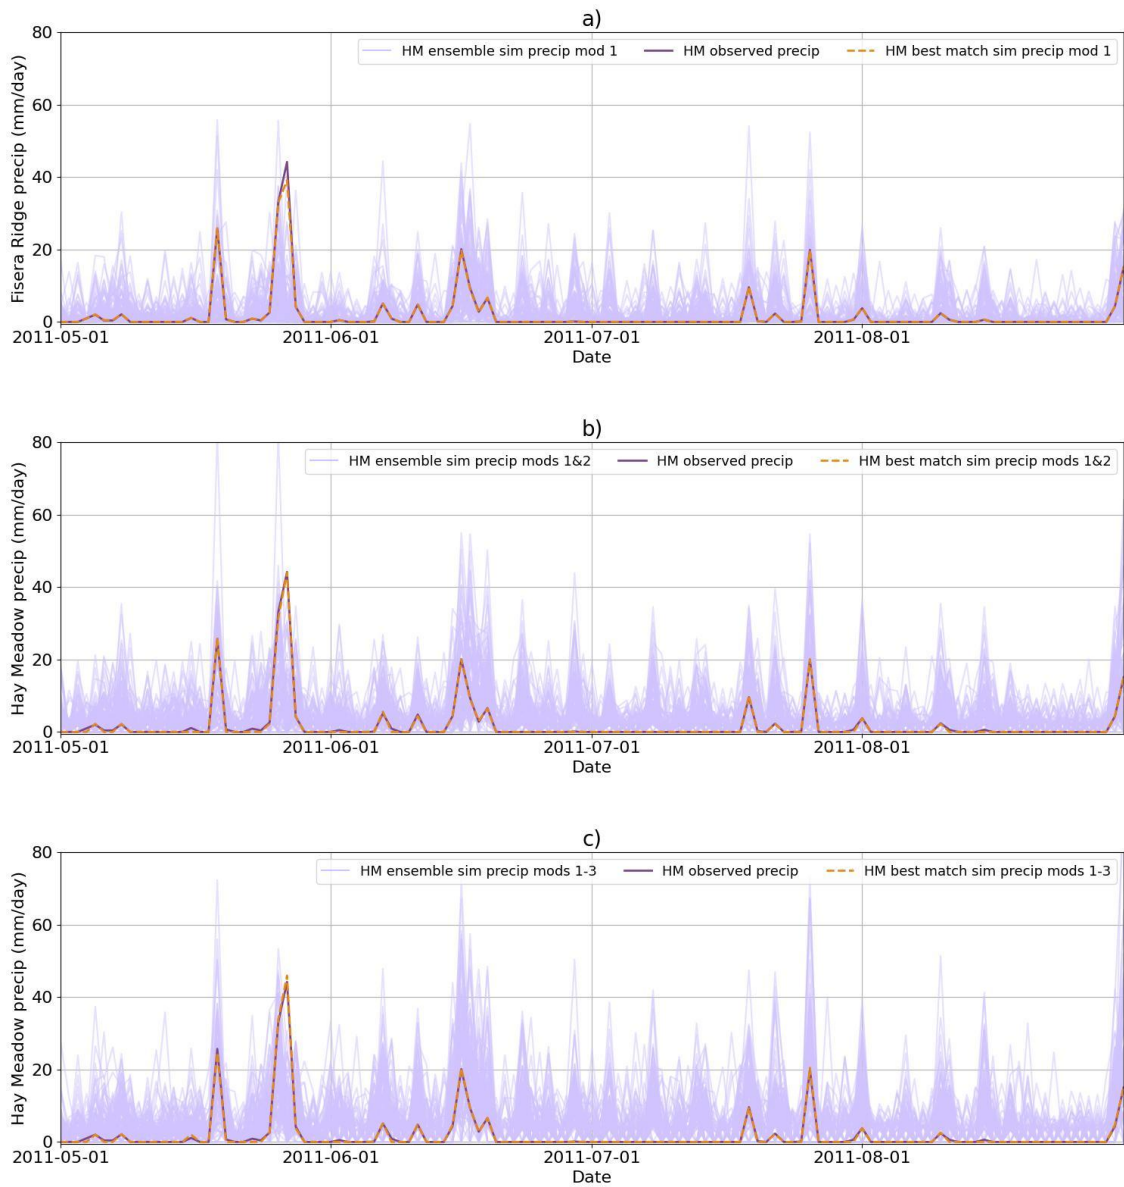 a)
HM ensemble sim precip mod 1 HM observed precip HM best match sim precip mod 1
Fisera Ridge precip (mm/day)
80
60
40
20
0
2011-05-01 2011-06-01 2011-07-01 2011-08-01
Date
b)
HM ensemble sim precip mods 1&2 HM observed precip HM best match sim precip mods 1&2
Hay Meadow precip (mm/day)
80
60
40
20
0
2011-05-01 2011-06-01 2011-07-01 2011-08-01
Date
c)
HM ensemble sim precip mods 1-3 HM observed precip HM best match sim precip mods 1-3
Hay Meadow precip (mm/day)
80
60
40
20
0
2011-05-01 2011-06-01 2011-07-01 2011-08-01
Date